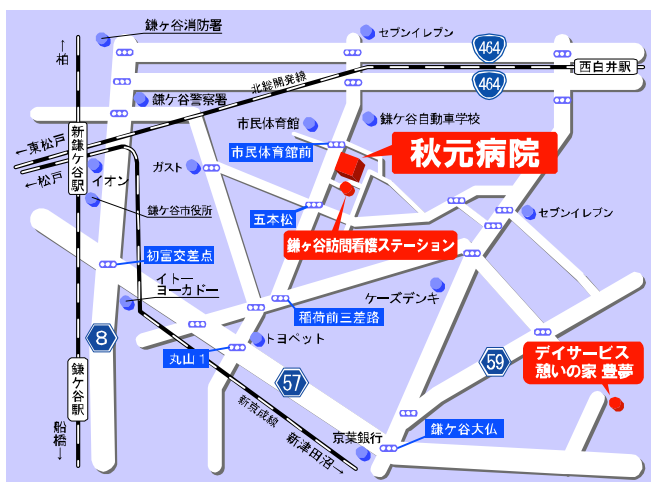 鎌ヶ谷消防署
セブンイレブン
464
←柏
西白井駅
464
北総開発線
鎌ケ谷警察署
市民体育館
鎌ケ谷自動車学校
←東松戸
新鎌ケ谷駅
市民体育館前
秋元病院
←松戸
イオン
ガスト
鎌ケ谷市役所
五本松
セブンイレブン
鎌ヶ谷訪問看護ステーション
初富交差点
イトー
ヨーカドー
ケーズデンキ
稲荷前三差路
8
トヨペット
丸山1
デイサービス
憩いの家 豊夢
59
57
鎌ケ谷駅
新京成線
京葉銀行
鎌ケ谷大仏
船橋→
新津田沼→